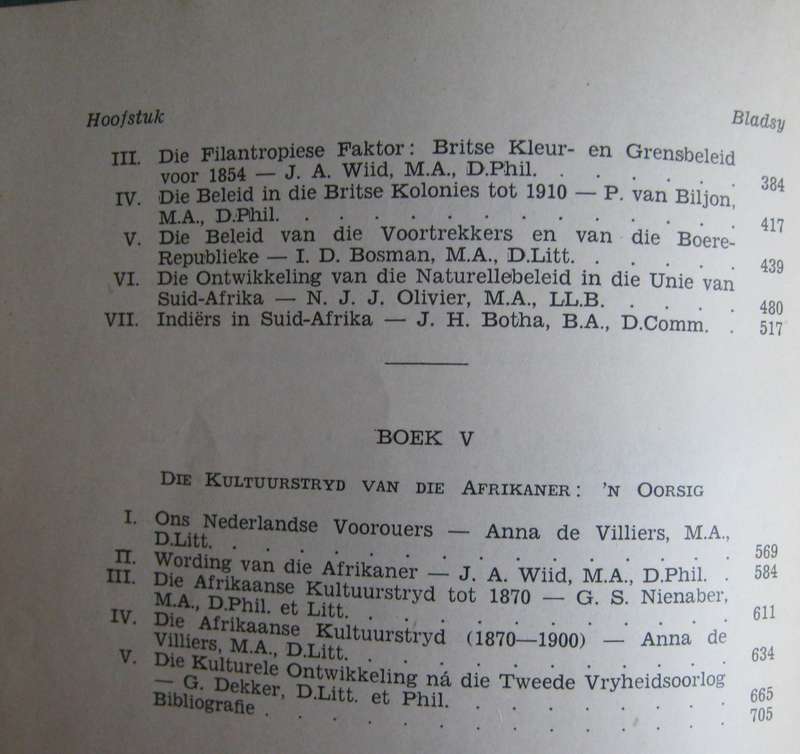 Hoofstuk Bladsy
III. Die Filantropiese Faktor: Britse Kleur- en Grensbeleid
voor 1854 — J. A. Wiid, M.A., D.Phil. . . . . . . 384
IV. Die Beleid in die Britse Kolonies tot 1910 — P. van Biljon,
M.A., D.Phil. . . . . . . . . . . . . 417
V. Die Beleid van die Voortrekkers en van die Boere-
Republieke — I. D. Bosman, M.A., D.Litt. . . . . . 439
VI. Die Ontwikkeling van die Naturellebeleid in die Unie van
Suid-Afrika — N. J. J. Olivier, M.A., LL.B. . . . . 480
VII. Indiërs in Suid-Afrika — J. H. Botha, B.A., D.Comm. . 517
BOEK V
Die Kultuurstryd van die Afrikaner: 'n Oorsig
I. Ons Nederlandse Voorouers — Anna de Villiers, M.A.,
D.Litt. . . . . . . . . . . . . . . 569
II. Wording van die Afrikaner — J. A. Wiid, M.A., D.Phil. . 584
III. Die Afrikaanse Kultuurstryd tot 1870 — G. S. Nienaber,
M.A., D.Phil. et Litt. . . . . . . . . . . 611
IV. Die Afrikaanse Kultuurstryd (1870—1900) — Anna de
Villiers, M.A., D.Litt. . . . . . . . . . . 634
V. Die Kulturele Ontwikkeling ná die Tweede Vryheidsoorlog
— G. Dekker, D.Litt. et Phil. . . . . . . . 665
Bibliografie . . . . . . . . . . . . 705